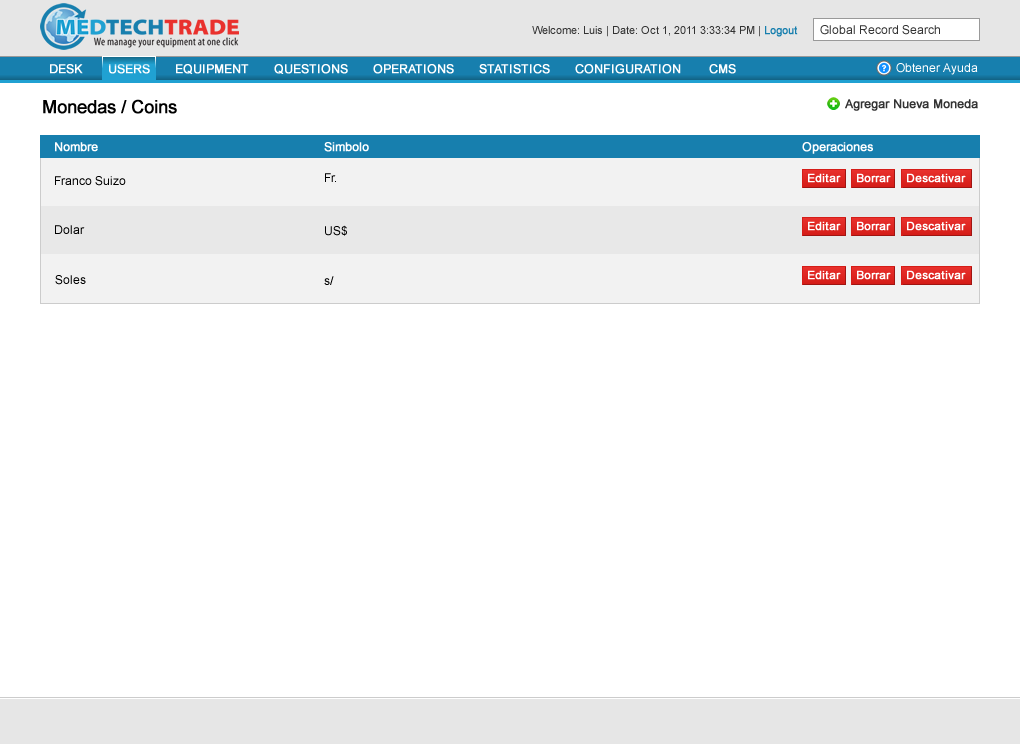 MEDTECHTRADE
We manage your equipment at one click
Welcome: Luis | Date: Oct 1, 2011 3:33:34 PM | Logout
Global Record Search
DESK USERS EQUIPMENT QUESTIONS OPERATIONS STATISTICS CONFIGURATION CMS
? Obtener Ayuda
Monedas / Coins
Agregar Nueva Moneda
Nombre Simbolo Operaciones
Franco Suizo Fr. Editar Borrar Descativar
Dolar US$ Editar Borrar Descativar
Soles s/ Editar Borrar Descativar